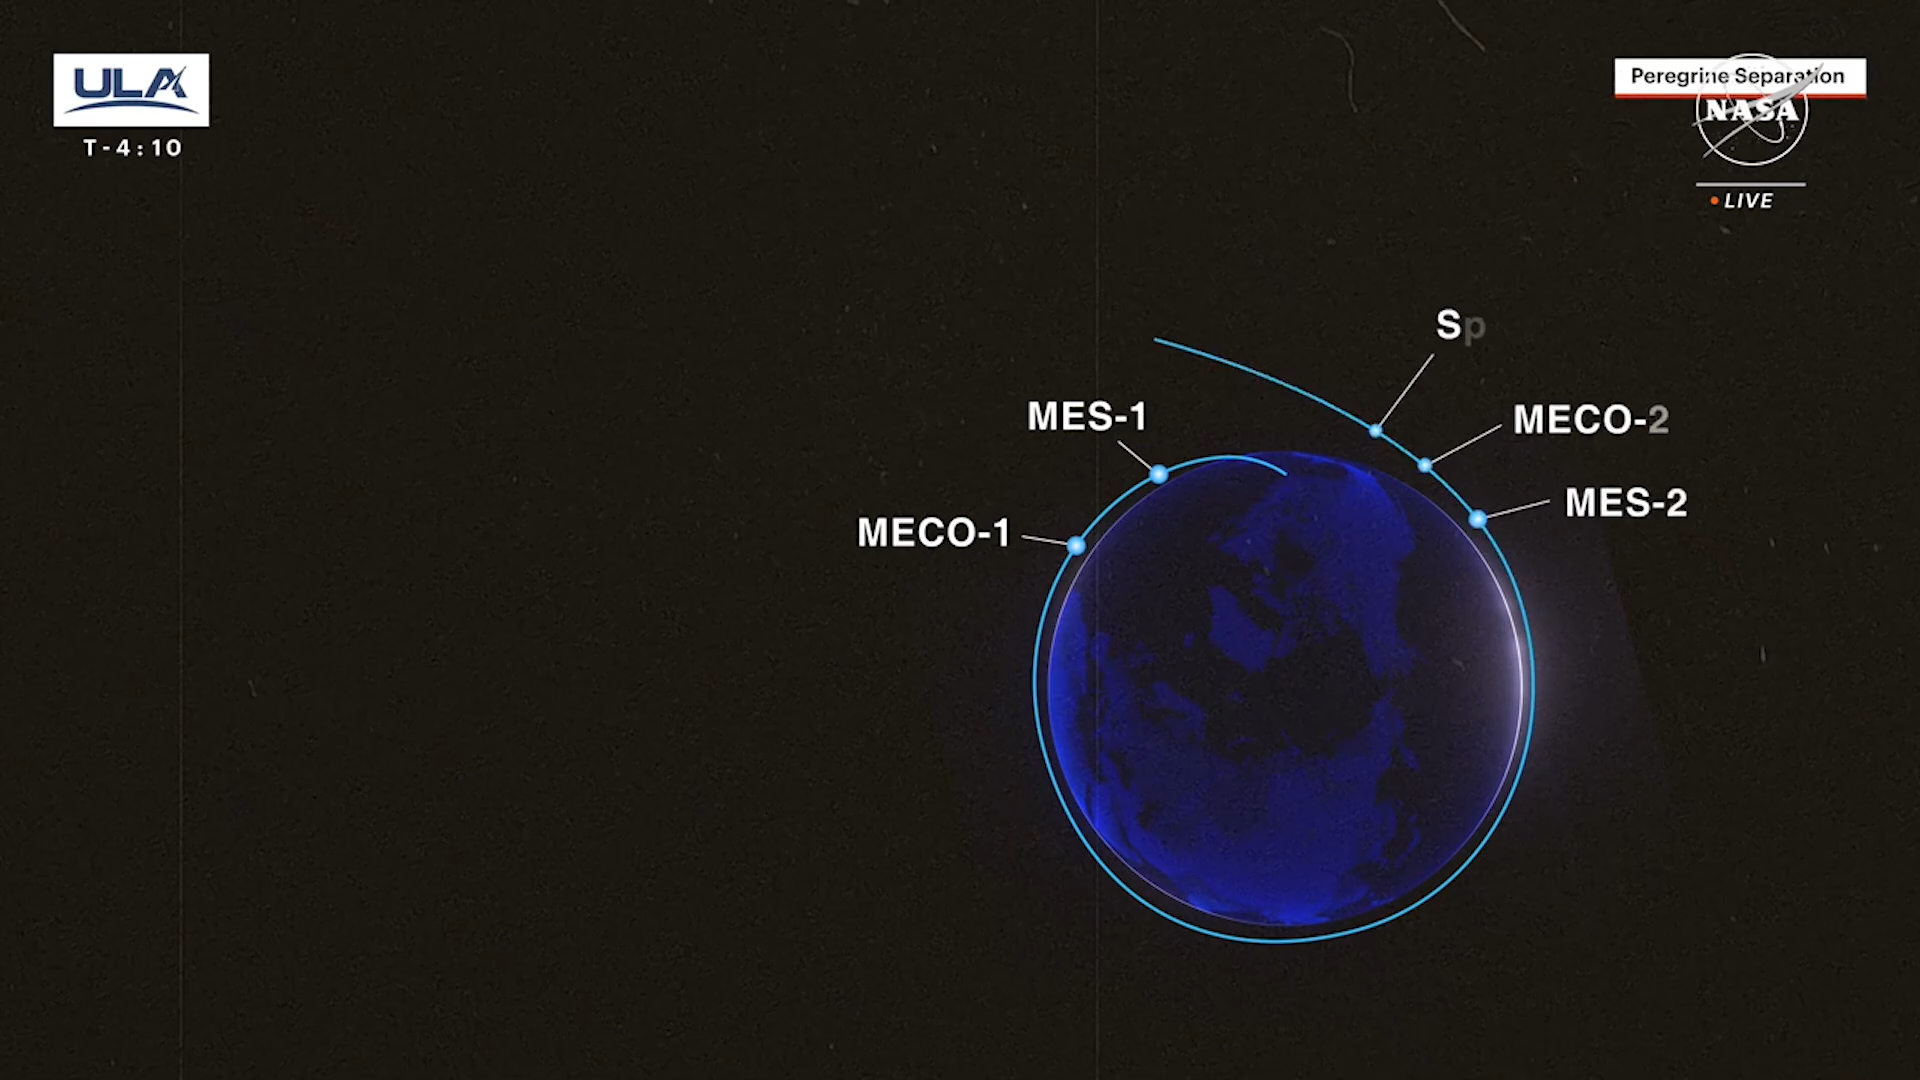 ULA
T-4:10
Peregrine Separation
NASA
LIVE
Sp
MES-1
MECO-2
MES-2
MECO-1